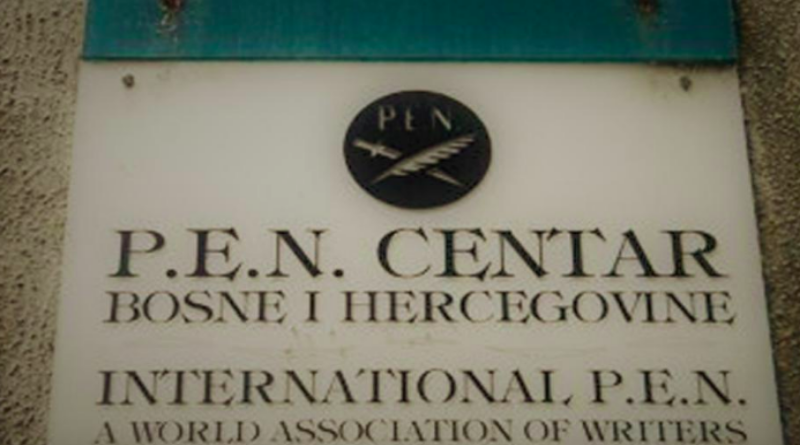 PEN
P.E.N. CENTAR
BOSNE I HERCEGOVINE
INTERNATIONAL P.E.N.
A WORLD ASSOCIATION OF WRITERS